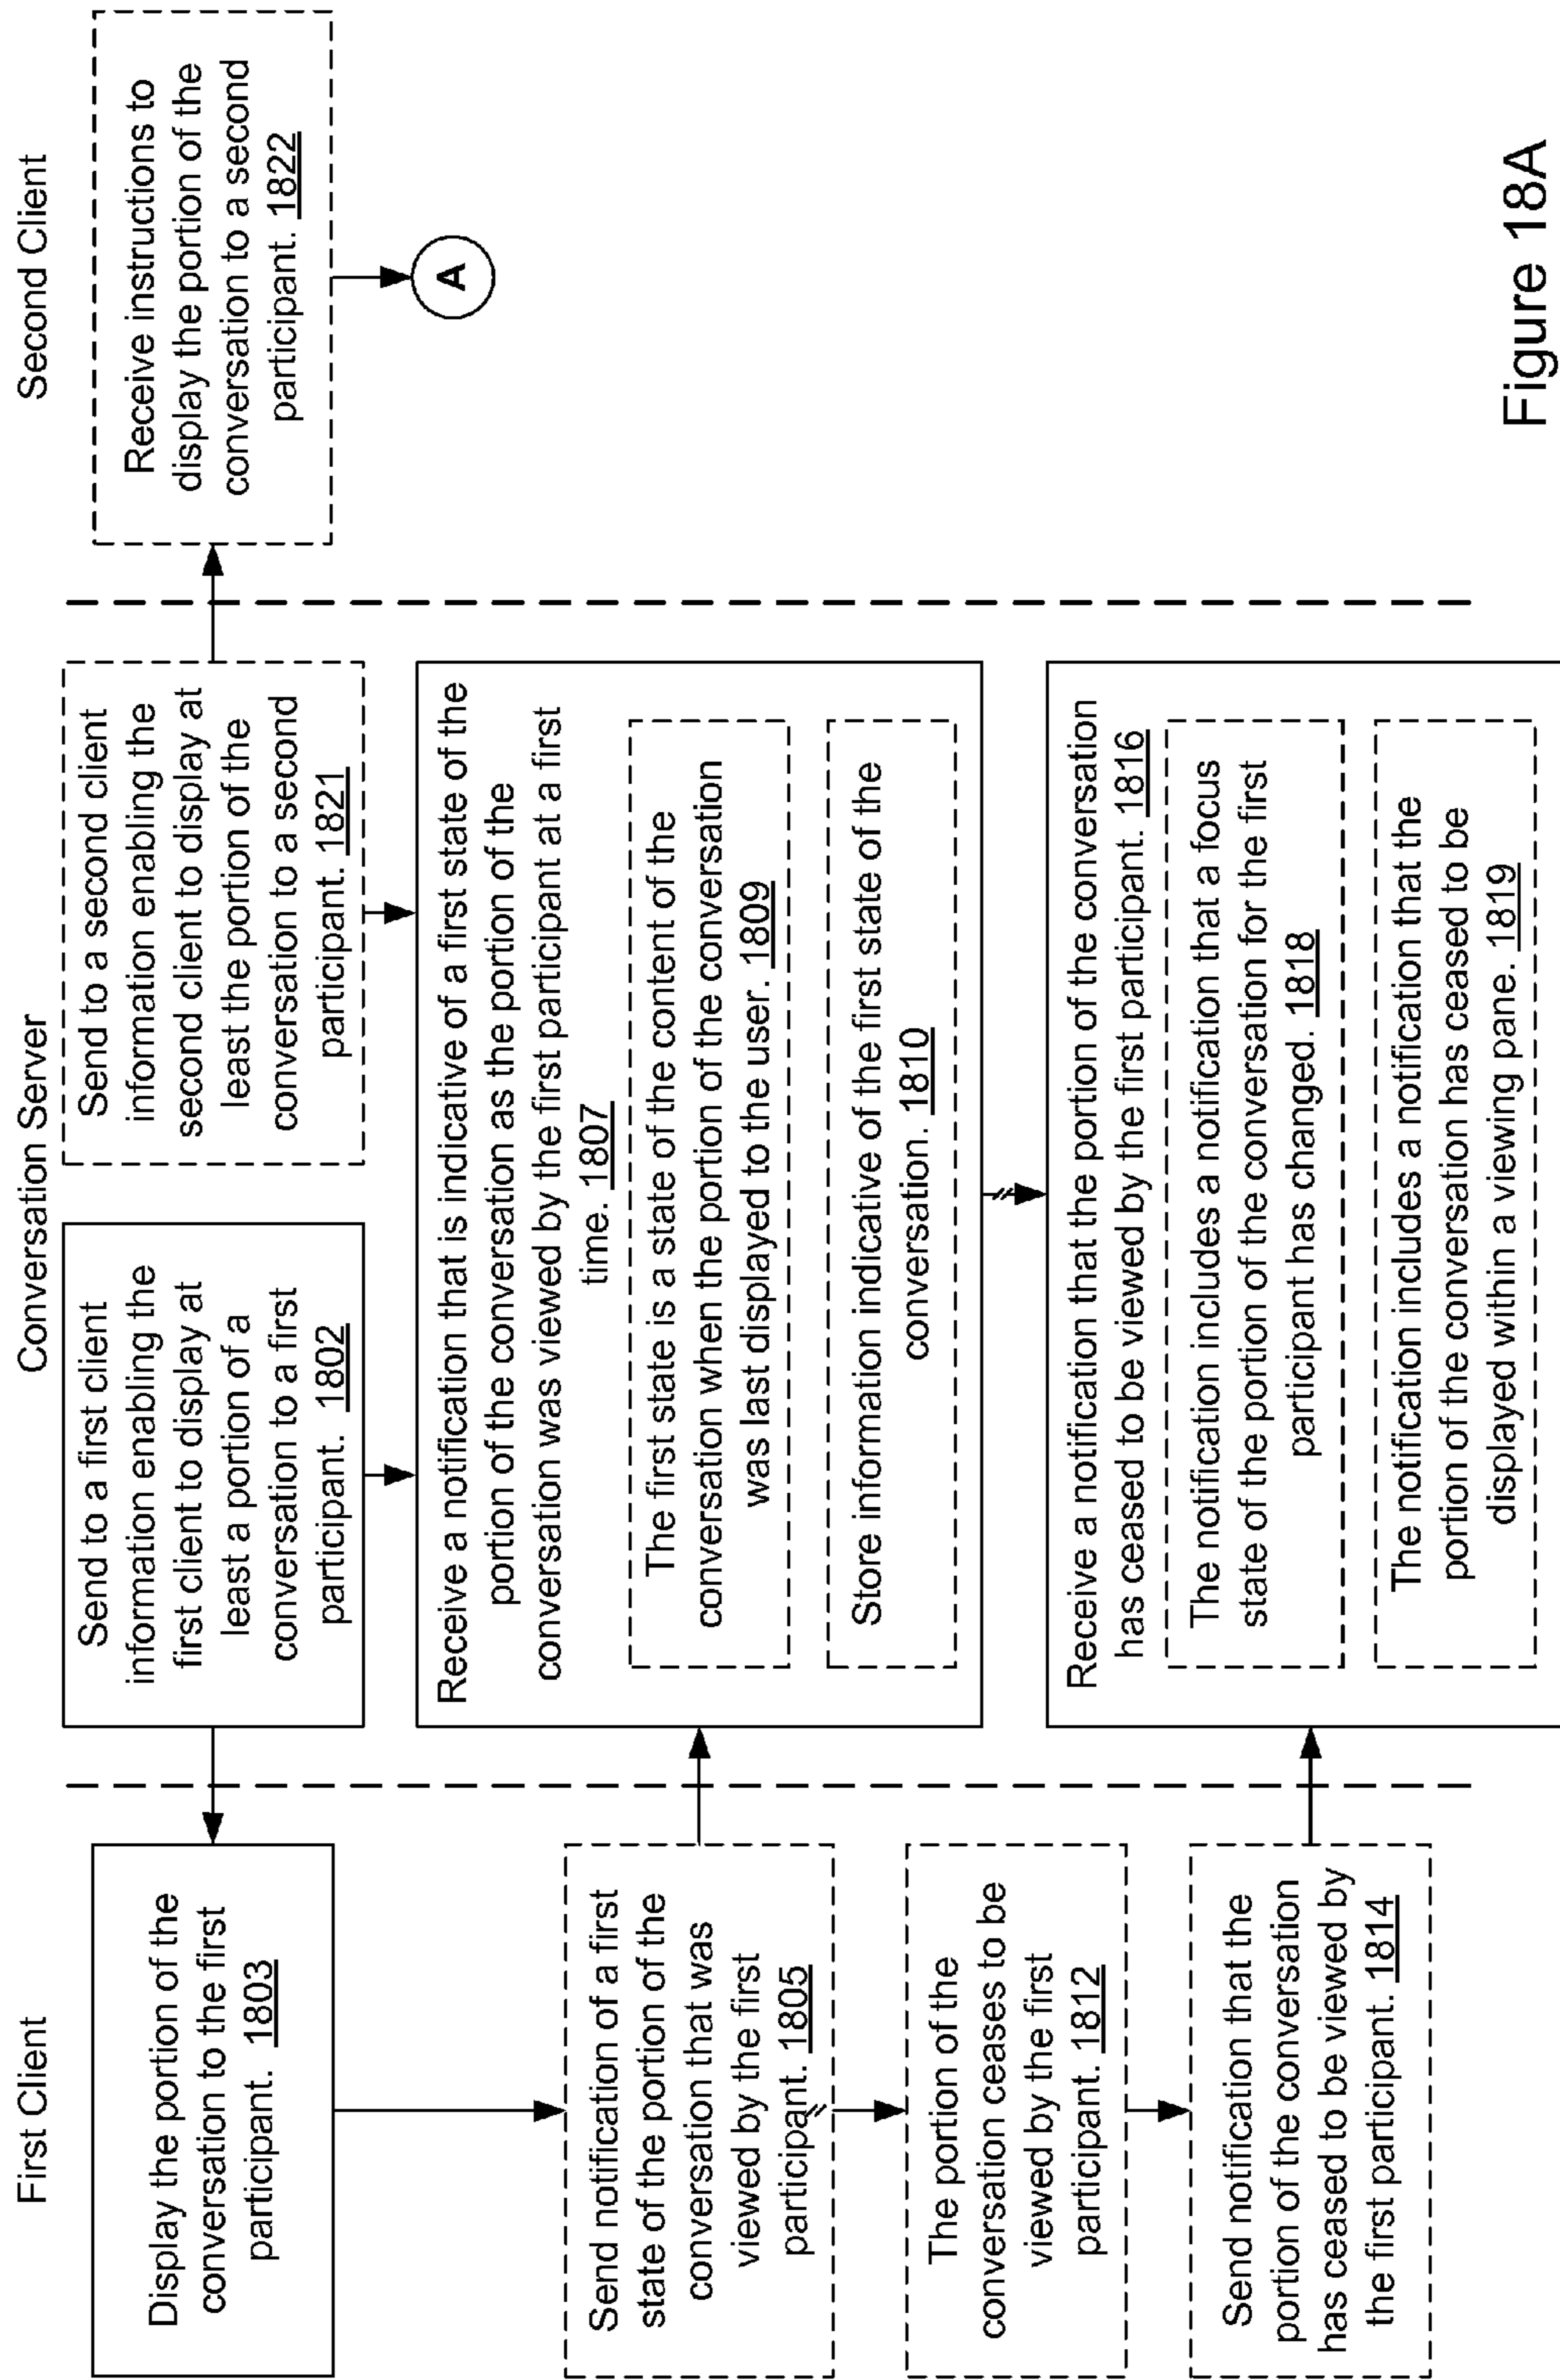 First Client
Display the portion of the
conversation to the first
participant. 1803
Send notification of a first
state of the portion of the
conversation that was
viewed by the first
participant. 1805
The portion of the
conversation ceases to be
viewed by the first
participant. 1812
Send notification that the
portion of the conversation
has ceased to be viewed by
the first participant. 1814
Conversation Server
Send to a first client
information enabling the
first client to display at
least a portion of a
conversation to a first
participant. 1802
Send to a second client
information enabling the
second client to display at
least the portion of the
conversation to a second
participant. 1821
Receive a notification that is indicative of a first state of the
portion of the conversation as the portion of the
conversation was viewed by the first participant at a first
time. 1807
The first state is a state of the content of the
conversation when the portion of the conversation
was last displayed to the user. 1809
Store information indicative of the first state of the
conversation. 1810
Receive a notification that the portion of the conversation
has ceased to be viewed by the first participant. 1816
The notification includes a notification that a focus
state of the portion of the conversation for the first
participant has changed. 1818
The notification includes a notification that the
portion of the conversation has ceased to be
displayed within a viewing pane. 1819
Second Client
Receive instructions to
display the portion of the
conversation to a second
participant. 1822
A
Figure 18A